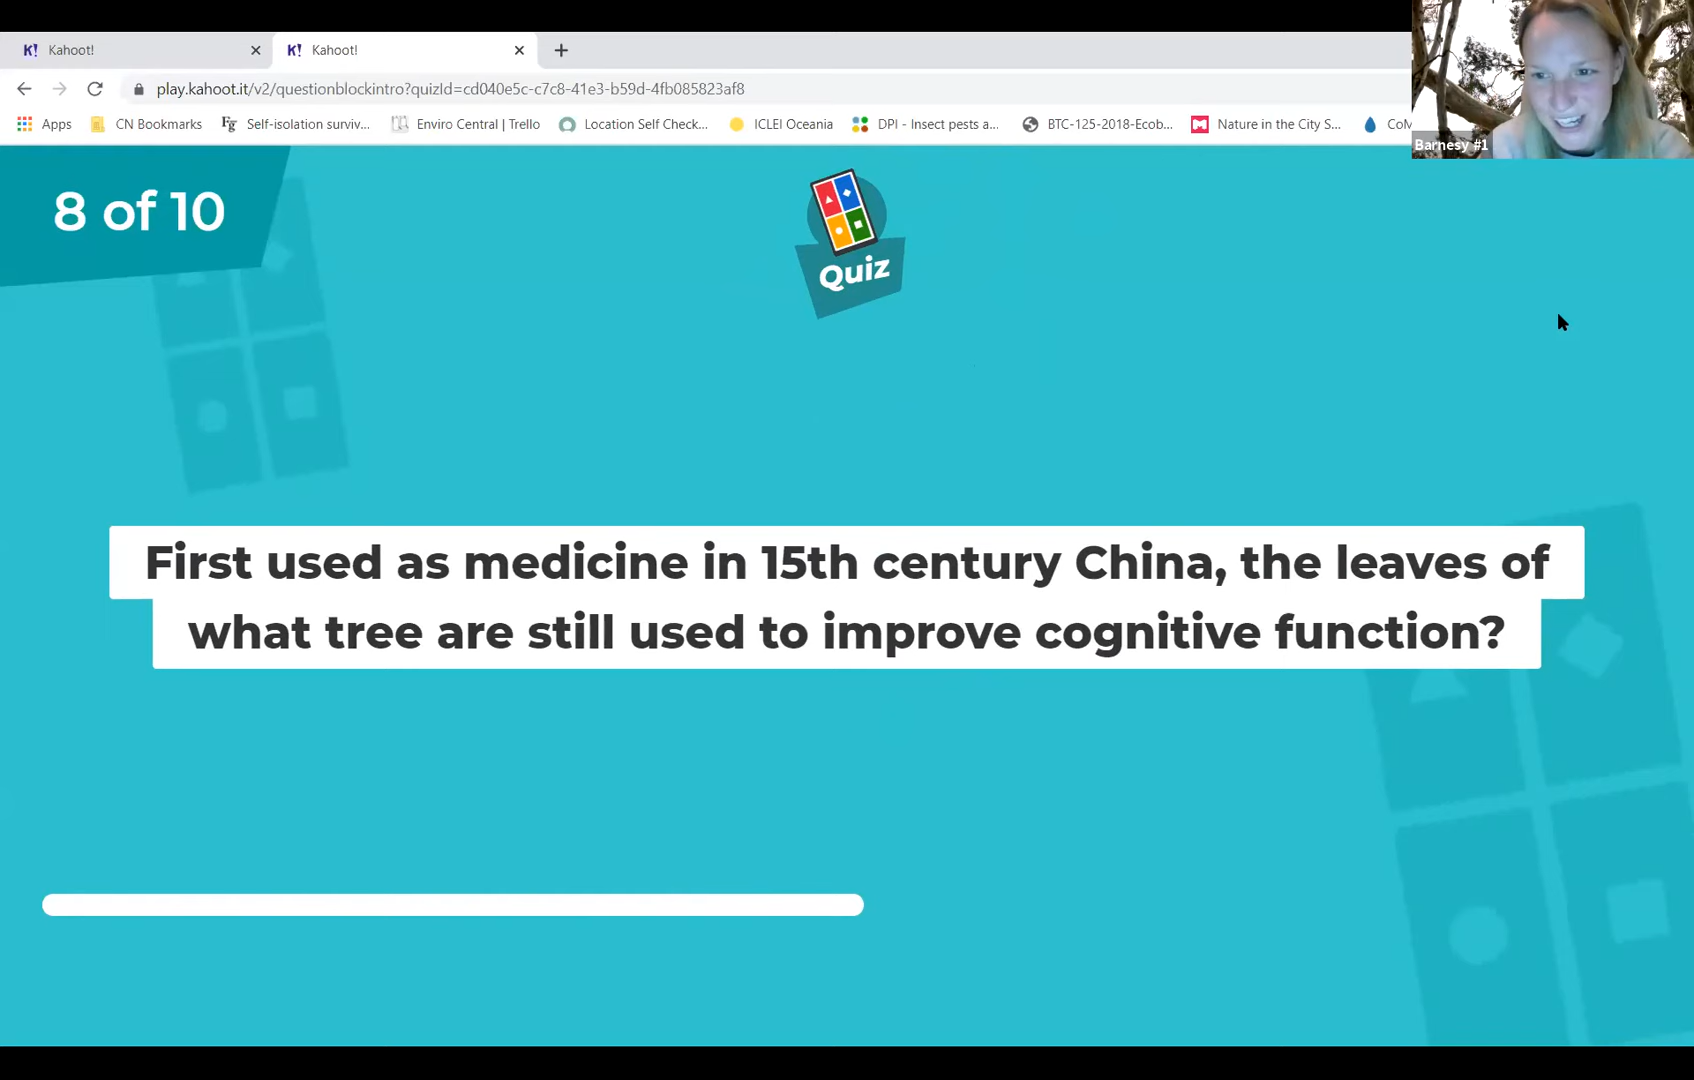 Kahoot!
Kahoot!
play.kahoot.it/v2/questionblockintro?quizId=cd040e5c-c7c8-41e3-b59d-4fb085823af8
Apps CN Bookmarks Self-isolation surviv... Enviro Central | Trello Location Self Check... ICLEI Oceania DPI - Insect pests a... BTC-125-2018-Ecob... Nature in the City S... CoM
Barnesy #1
8 of 10
Quiz
First used as medicine in 15th century China, the leaves of
what tree are still used to improve cognitive function?